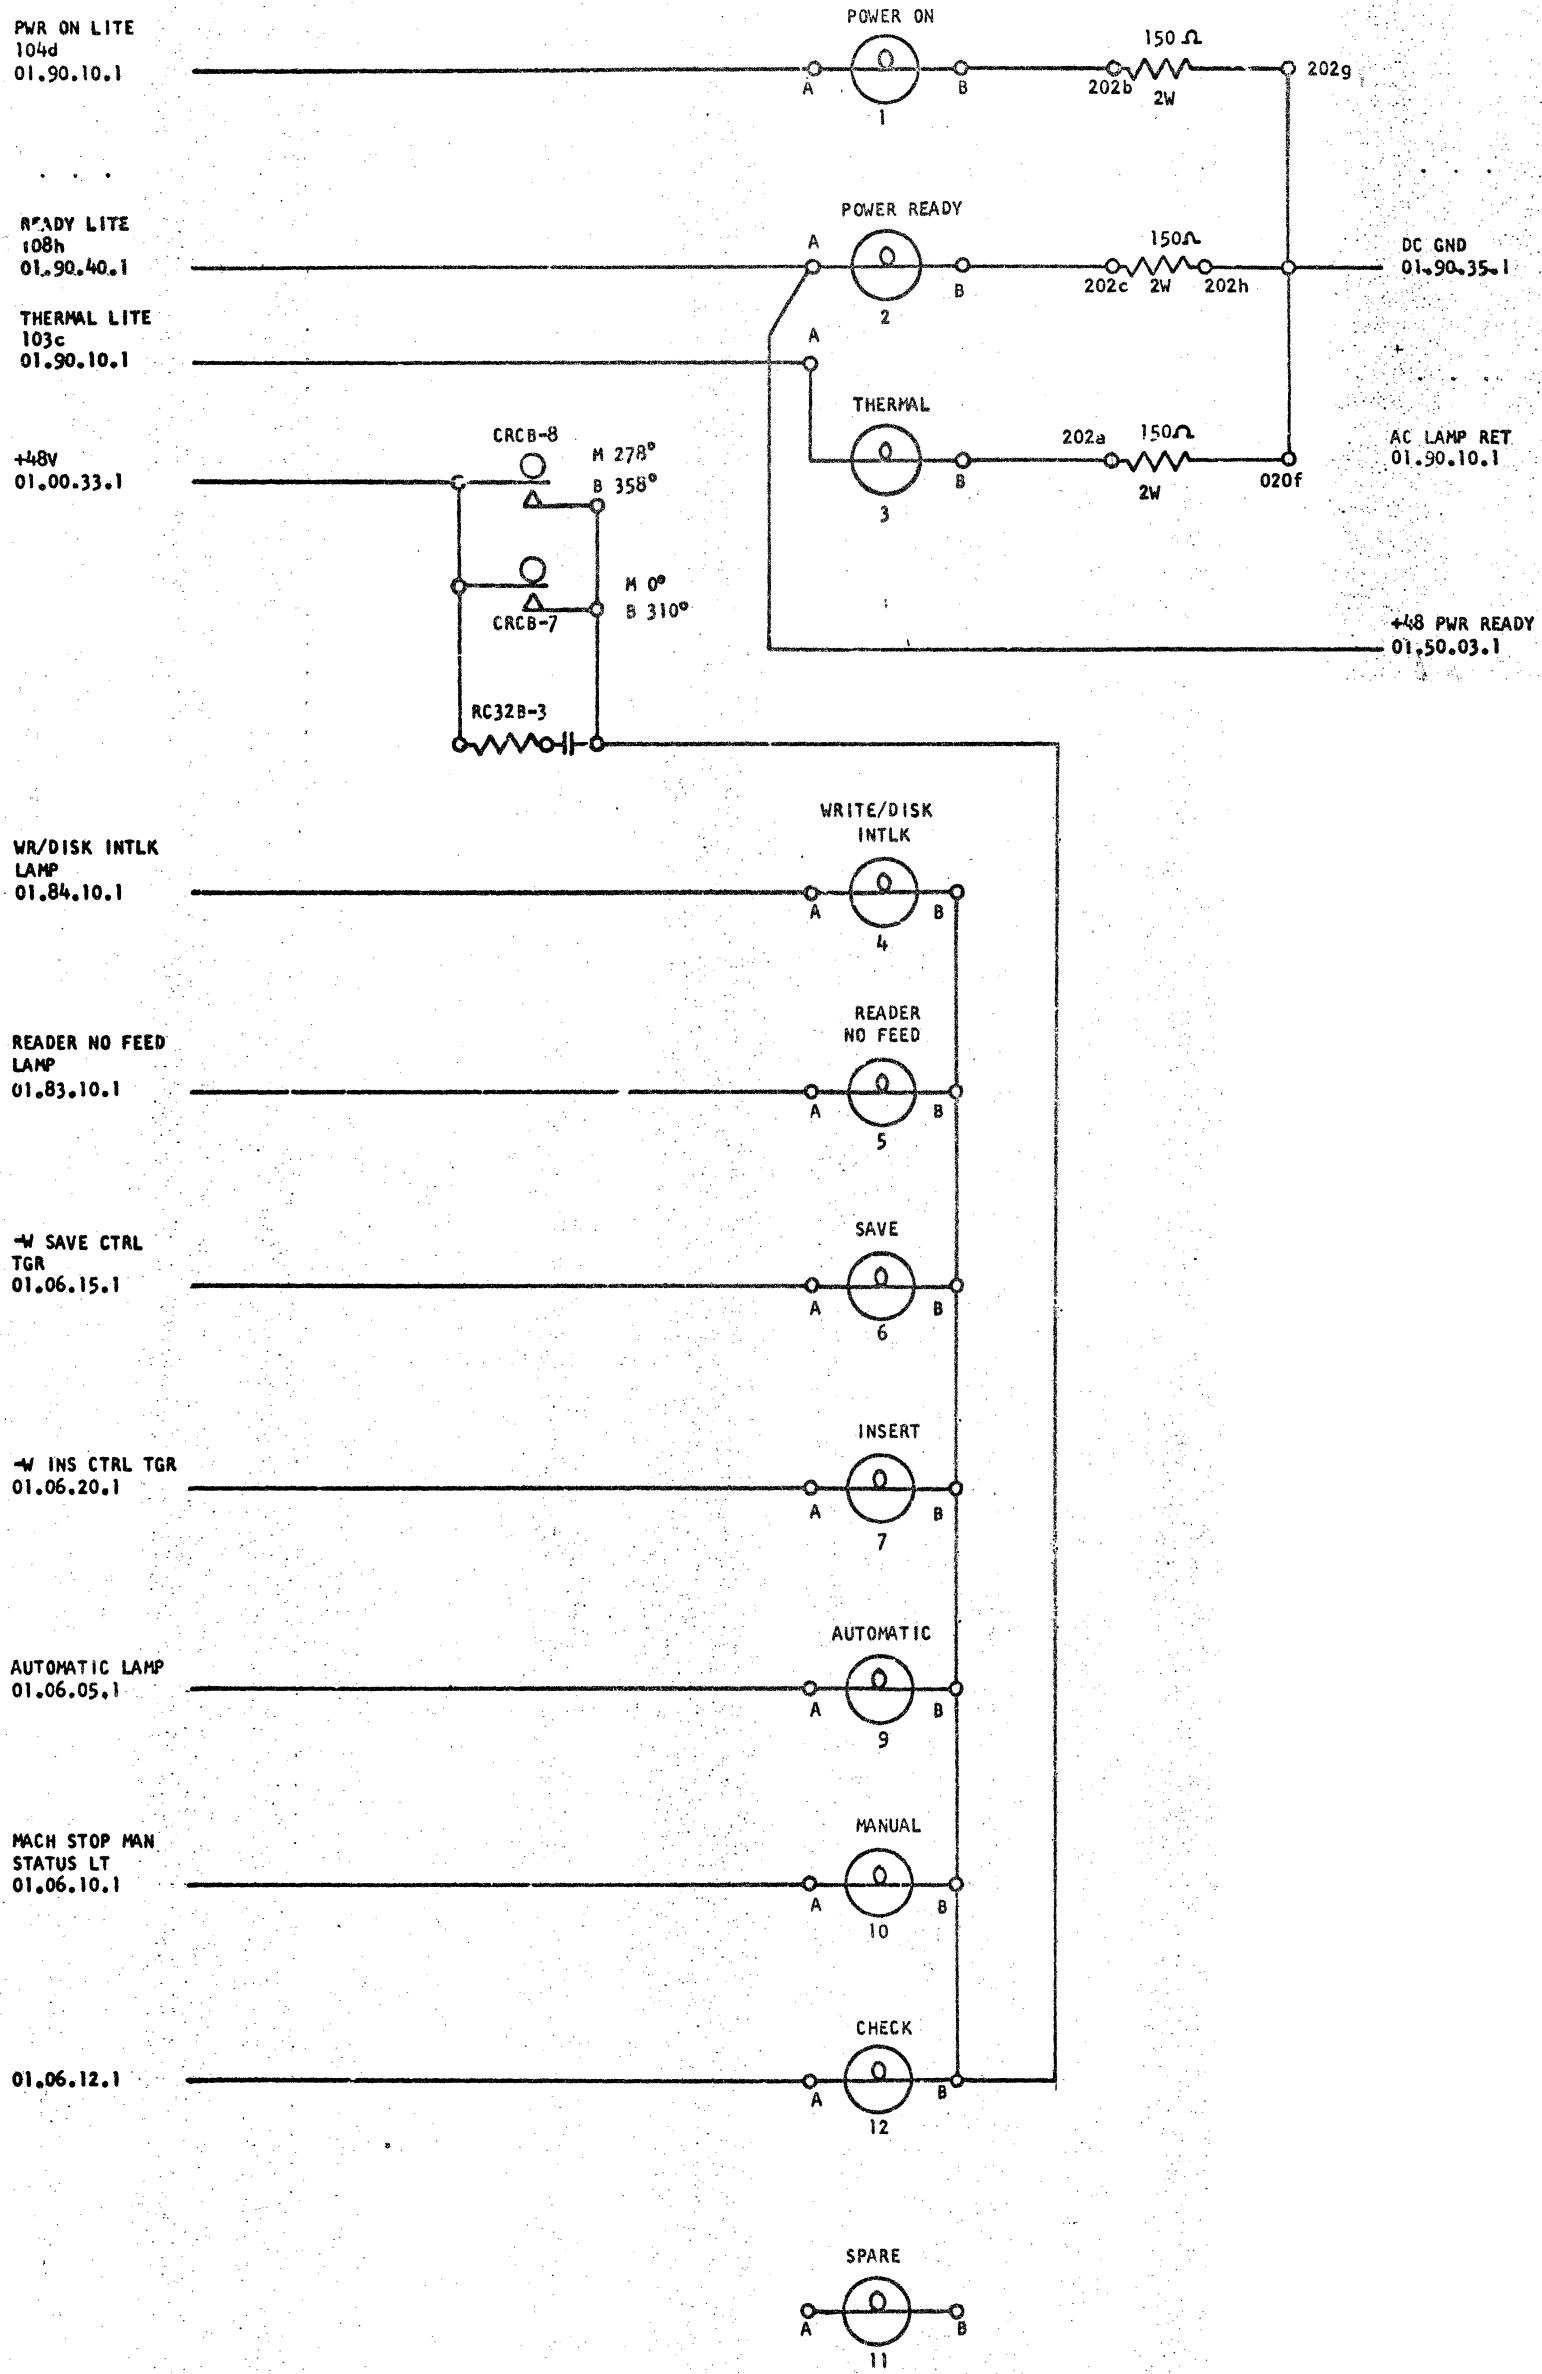 PWR ON LITE
104d
01.90.10.1
POWER ON
A
B
1
202b
150 Ω
2W
202g
LITE
108h
01.90.40.1
POWER READY
A
B
2
202c
150Ω
2W
202h
DC GND
01.90.35.1
THERMAL LITE
103c
01.90.10.1
A
THERMAL
B
3
202a
150Ω
2W
020f
AC LAMP RET
01.90.10.1
+48V
01.00.33.1
CRCB-8
M 278°
B 358°
M 0°
B 310°
CRCB-7
+48 PWR READY
01.50.03.1
RC32B-3
WR/DISK INTLK
LAMP
01.84.10.1
WRITE/DISK
INTLK
A
B
4
READER NO FEED
LAMP
01.83.10.1
READER
NO FEED
A
B
5
-W SAVE CTRL
TGR
01.06.15.1
SAVE
A
B
6
-W INS CTRL TGR
01.06.20.1
INSERT
A
B
7
AUTOMATIC LAMP
01.06.05.1
AUTOMATIC
A
B
9
MACH STOP MAN
STATUS LT
01.06.10.1
MANUAL
A
B
10
01.06.12.1
CHECK
A
B
12
SPARE
A
B
11